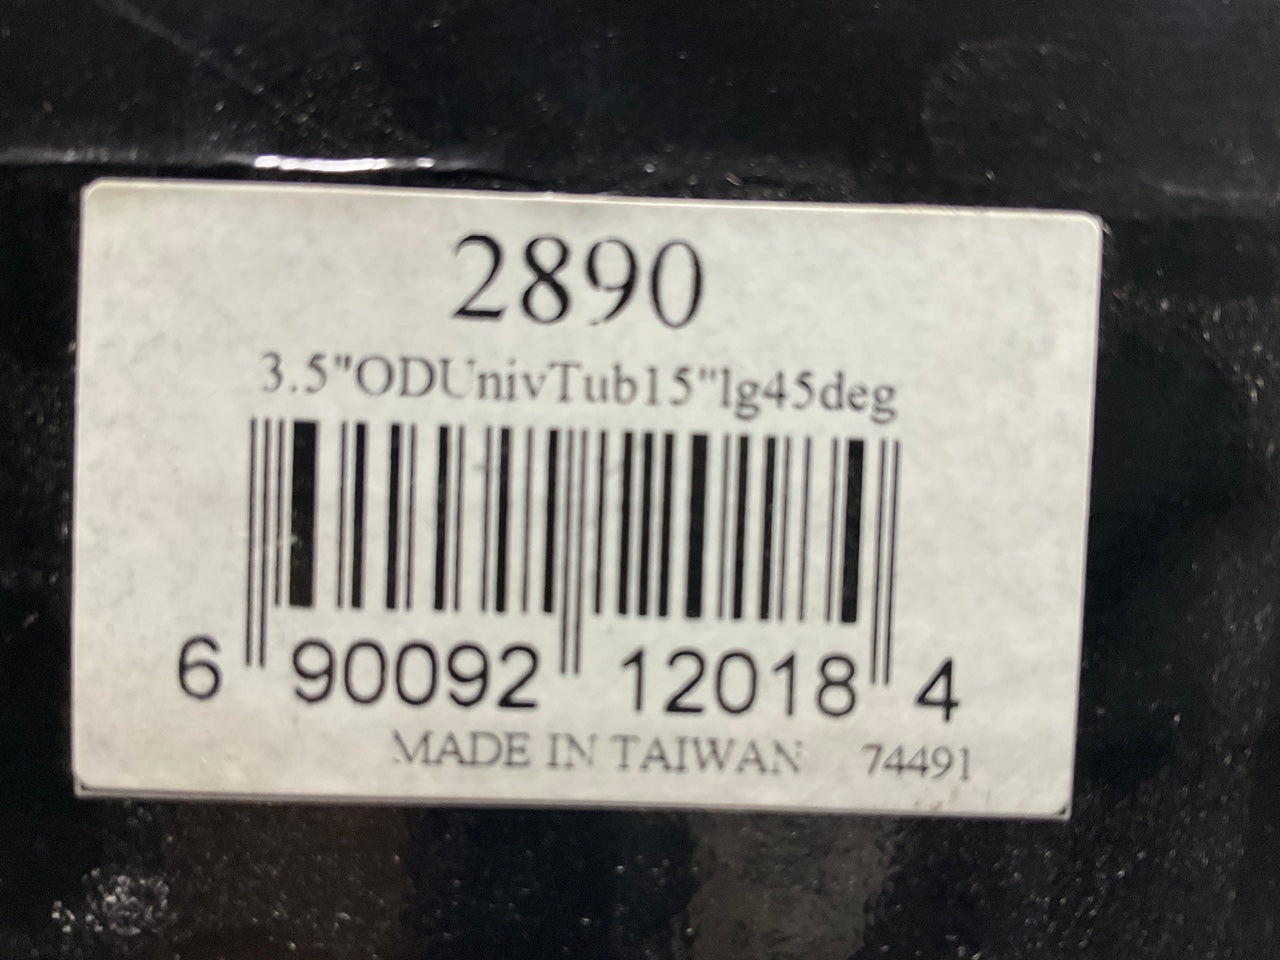 2890
3.5"ODUnivTub15"lg45deg
6 90092 12018 4
MADE IN TAIWAN 74491